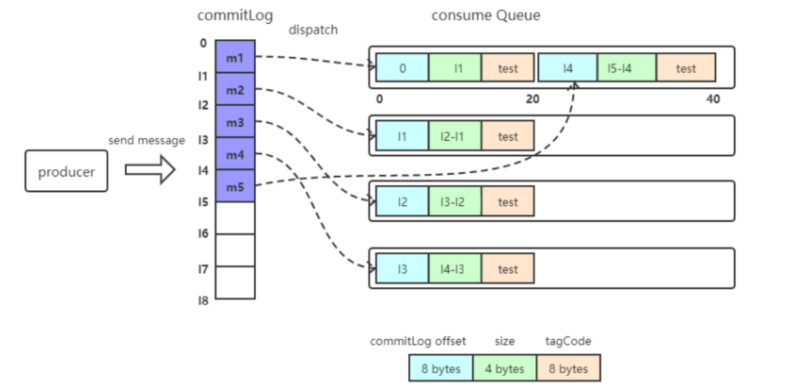 commitLog
consume Queue
dispatch
0
m1
l1
m2
l2
m3
l3
m4
l4
m5
l5
l6
l7
l8
send message
producer
0 l1 test l4 l5-l4 test
0 20 40
l1 l2-l1 test
l2 l3-l2 test
l3 l4-l3 test
commitLog offset size tagCode
8 bytes 4 bytes 8 bytes